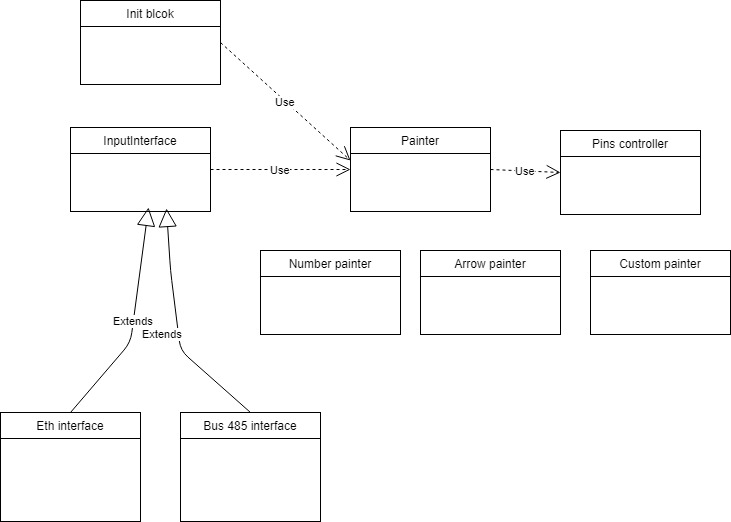 Init blcok
Use
InputInterface
Painter
Pins controller
Use
Use
Number painter
Arrow painter
Custom painter
Extends
Extends
Eth interface
Bus 485 interface